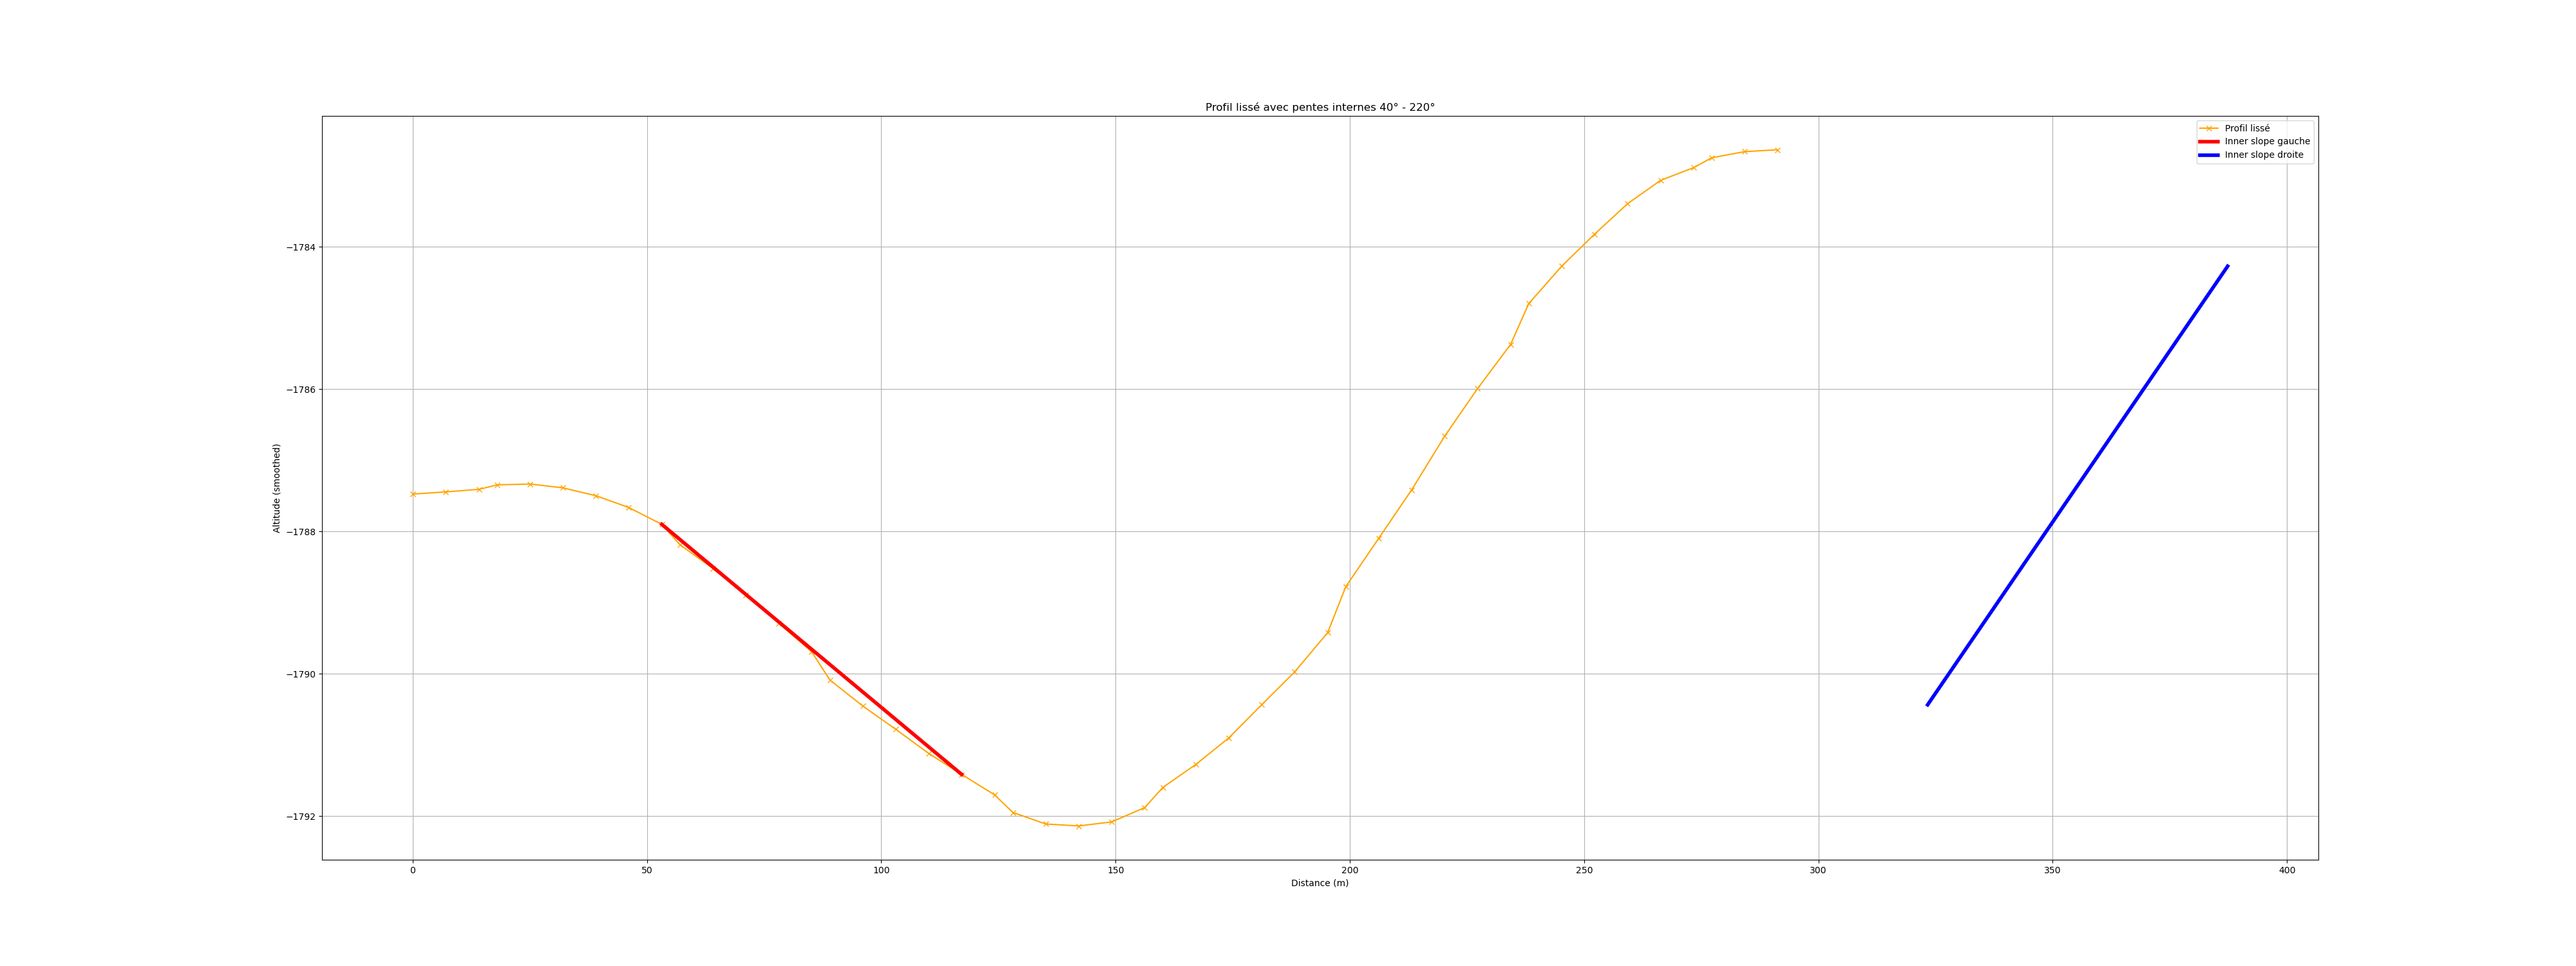 Profil lissé avec pentes internes 40° - 220°
Profil lissé
Inner slope gauche
Inner slope droite
Altitude (smoothed)
−1784
−1786
−1788
−1790
−1792
0
50
100
150
200
250
300
350
400
Distance (m)